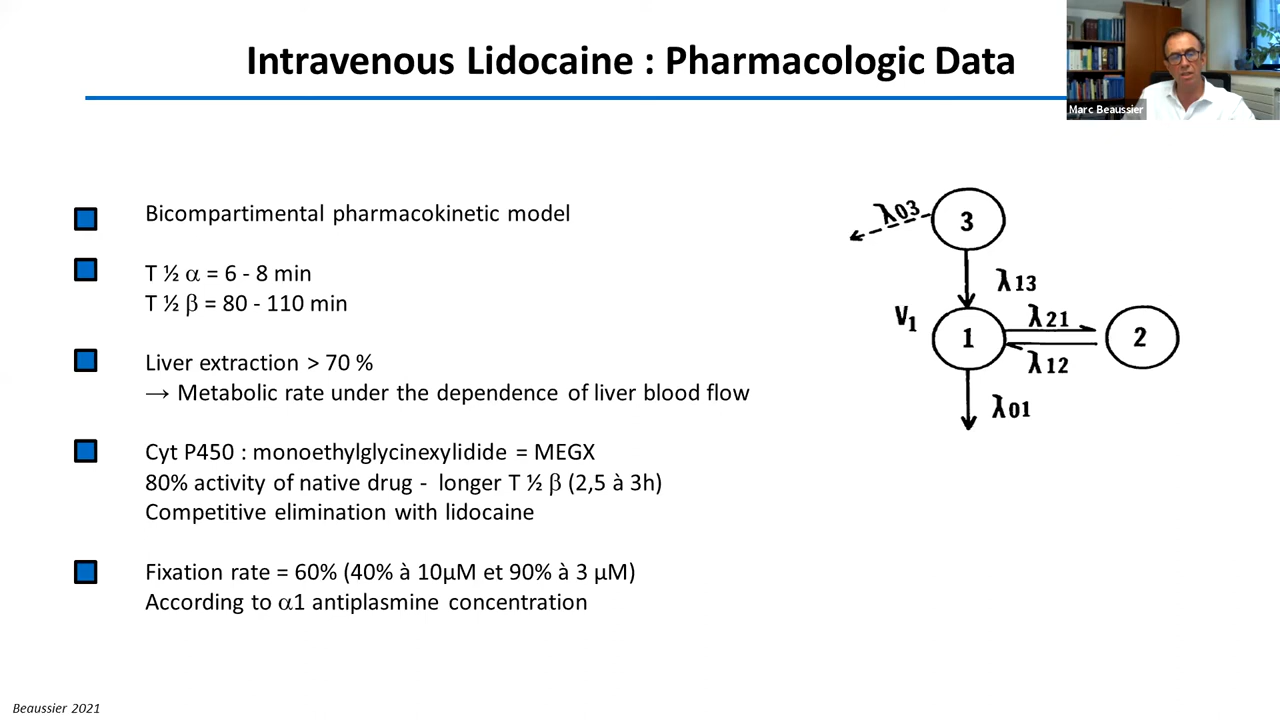 Intravenous Lidocaine : Pharmacologic Data
Marc Beaussier
Bicompartimental pharmacokinetic model
T ½ α = 6 - 8 min
T ½ β = 80 - 110 min
Liver extraction > 70 %
→ Metabolic rate under the dependence of liver blood flow
Cyt P450 : monoethylglycinexylidide = MEGX
80% activity of native drug - longer T ½ β (2,5 à 3h)
Competitive elimination with lidocaine
Fixation rate = 60% (40% à 10µM et 90% à 3 µM)
According to α1 antiplasmine concentration
λ03
3
λ13
V1
1
λ21
λ12
2
λ01
Beaussier 2021